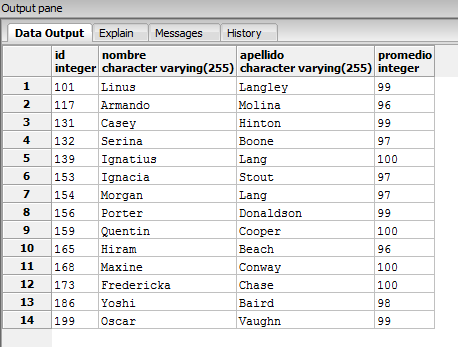 Output pane
Data Output Explain Messages History
id nombre apellido promedio
integer character varying(255) character varying(255) integer
1 101 Linus Langley 99
2 117 Armando Molina 96
3 131 Casey Hinton 99
4 132 Serina Boone 97
5 139 Ignatius Lang 100
6 153 Ignacia Stout 97
7 154 Morgan Lang 97
8 156 Porter Donaldson 99
9 159 Quentin Cooper 100
10 165 Hiram Beach 96
11 168 Maxine Conway 100
12 173 Fredericka Chase 100
13 186 Yoshi Baird 98
14 199 Oscar Vaughn 99